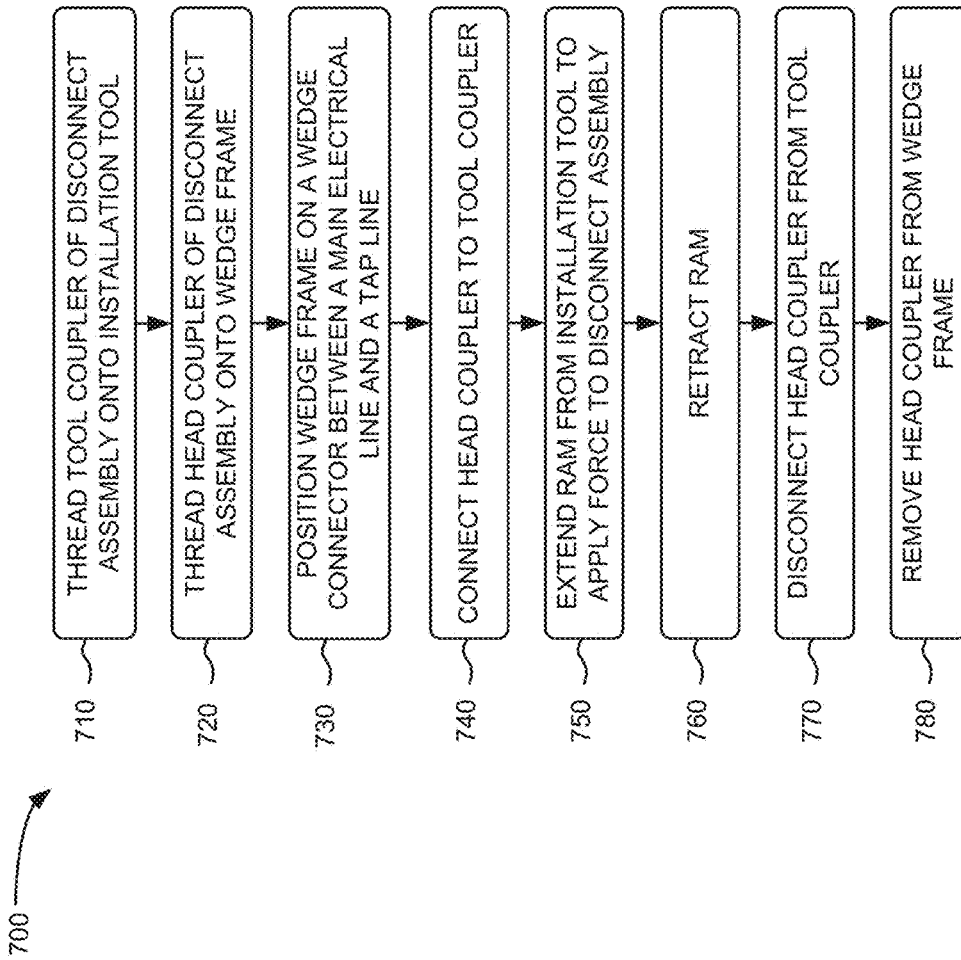 700
710
THREAD TOOL COUPLER OF DISCONNECT
ASSEMBLY ONTO INSTALLATION TOOL
720
THREAD HEAD COUPLER OF DISCONNECT
ASSEMBLY ONTO WEDGE FRAME
730
POSITION WEDGE FRAME ON A WEDGE
CONNECTOR BETWEEN A MAIN ELECTRICAL
LINE AND A TAP LINE
740
CONNECT HEAD COUPLER TO TOOL COUPLER
750
EXTEND RAM FROM INSTALLATION TOOL TO
APPLY FORCE TO DISCONNECT ASSEMBLY
760
RETRACT RAM
770
DISCONNECT HEAD COUPLER FROM TOOL
COUPLER
780
REMOVE HEAD COUPLER FROM WEDGE
FRAME